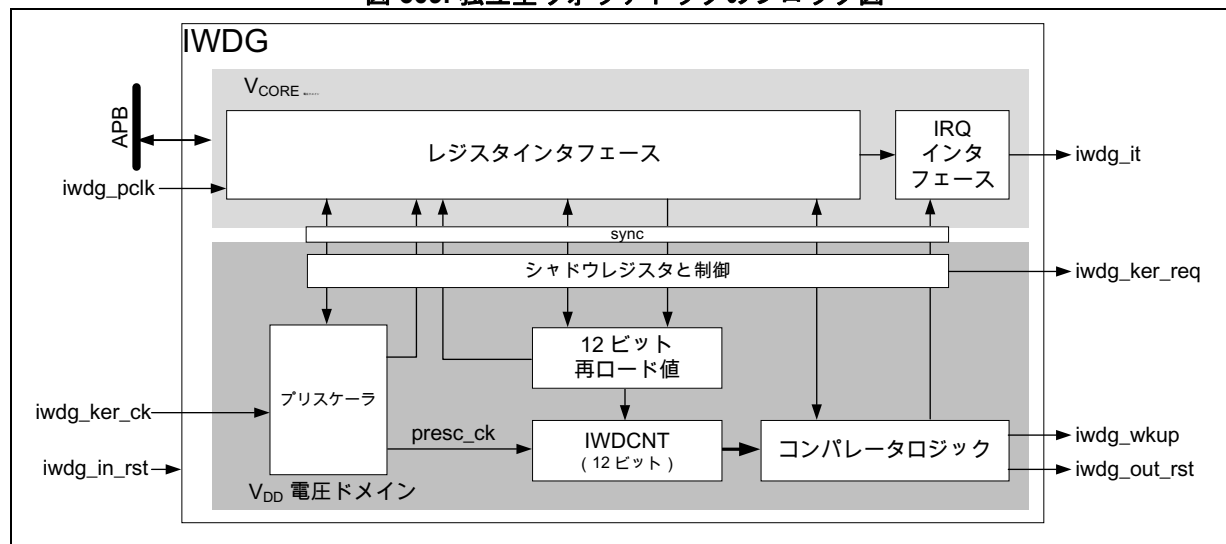 IWDG
VCORE
APB
レジスタインタフェース
IRQ
インタ
フェース
iwdg_it
iwdg_pclk
sync
シャドウレジスタと制御
iwdg_ker_req
12 ビット
再ロード値
プリスケーラ
iwdg_ker_ck
presc_ck
IWDCNT
( 12 ビット )
コンパレータロジック
iwdg_wkup
iwdg_in_rst
iwdg_out_rst
VDD 電圧ドメイン